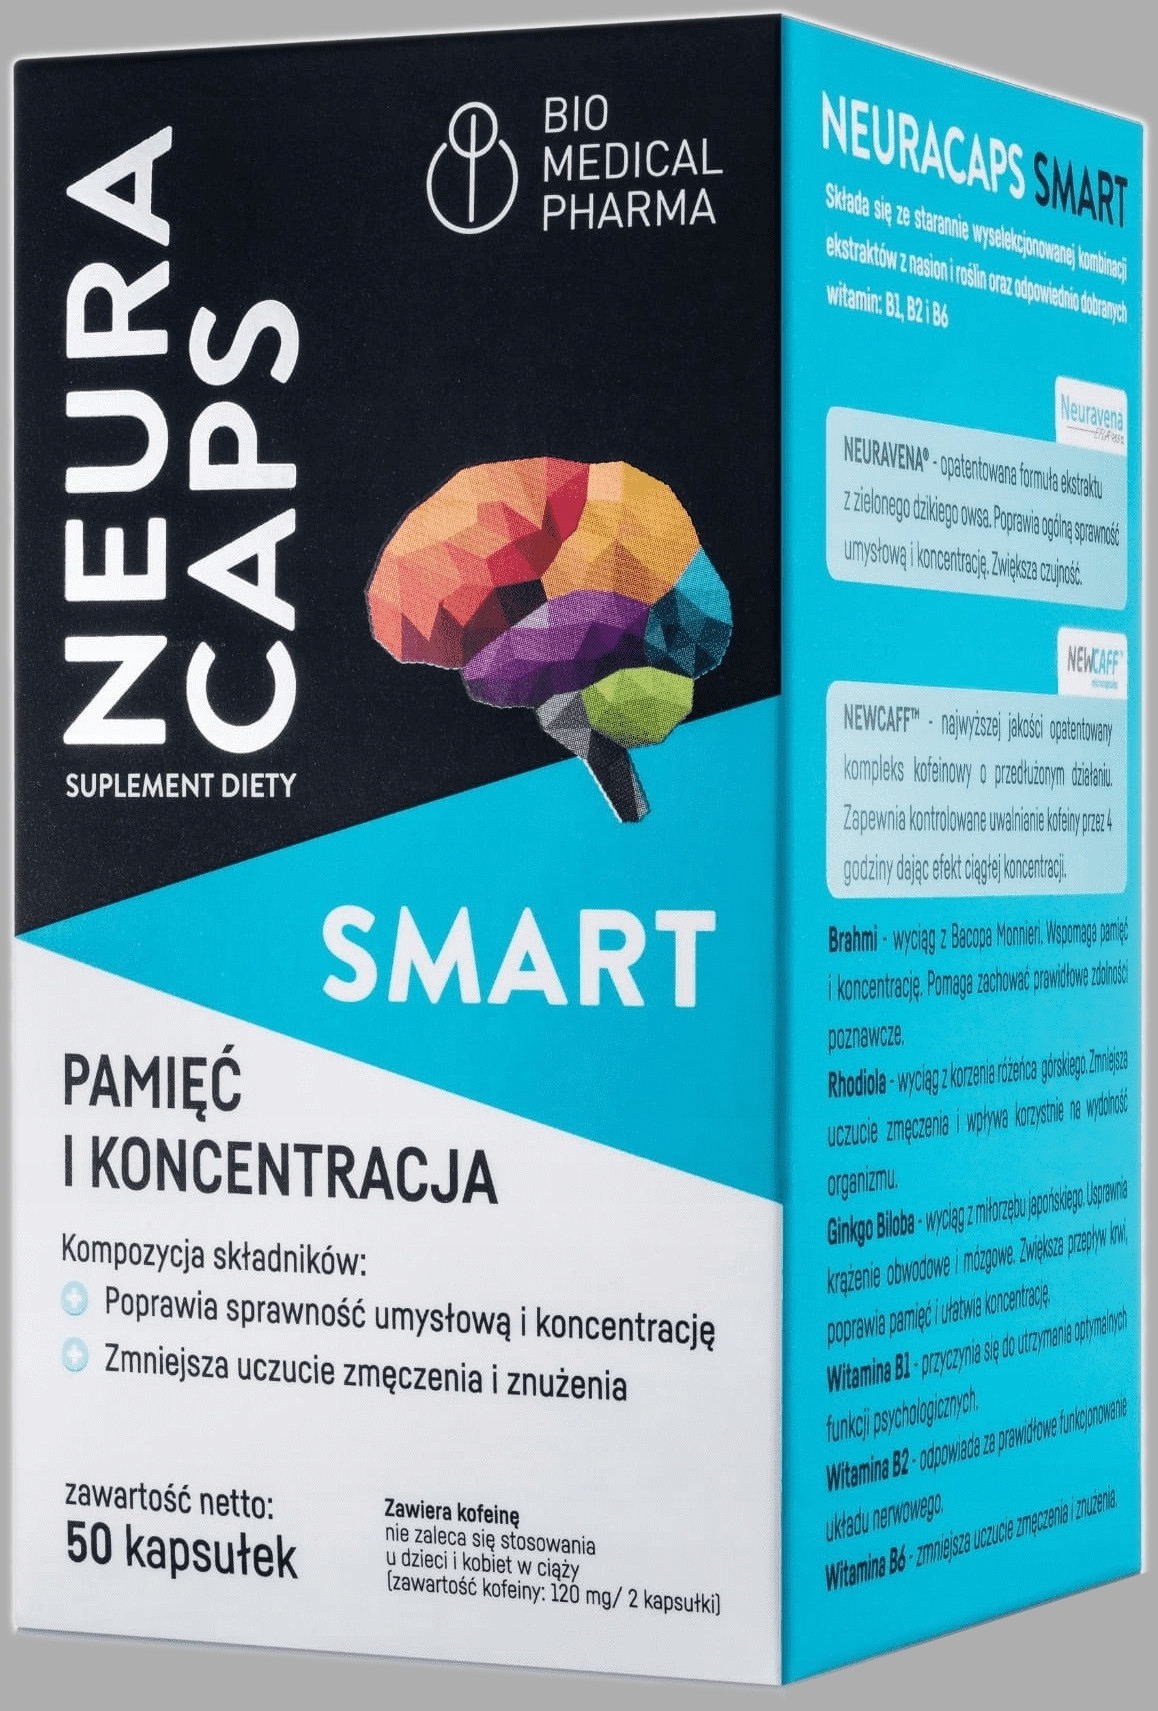 NEURA
CAPS
SUPLEMENT DIETY
BIO
MEDICAL
PHARMA
SMART
PAMIĘĆ
I KONCENTRACJA
Kompozycja składników:
Poprawia sprawność umysłową i koncentrację
Zmniejsza uczucie zmęczenia i znużenia
zawartość netto:
50 kapsułek
Zawiera kofeinę
nie zaleca się stosowania
u dzieci i kobiet w ciąży
(zawartość kofeiny: 120 mg/ 2 kapsułki)
NEURACAPS SMART
Składa się ze starannie wyselekcjonowanej kombinacji
ekstraktów z nasion i roślin oraz odpowiednio dobranych
witamin: B1, B2 i B6
Neuravena
NEURAVENA® - opatentowana formuła ekstraktu
z zielonego dzikiego owsa. Poprawia ogólną sprawność
umysłową i koncentrację. Zwiększa czujność.
NEWCAFF™
NEWCAFF™ - najwyższej jakości opatentowany
kompleks kofeinowy o przedłużonym działaniu.
Zapewnia kontrolowane uwalnianie kofeiny przez 4
godziny dając efekt ciągłej koncentracji.
Brahmi - wyciąg z Bacopa Monnieri. Wspomaga pamięć
i koncentrację. Pomaga zachować prawidłowe zdolności
poznawcze.
Rhodiola - wyciąg z korzenia różeńca górskiego. Zmniejsza
uczucie zmęczenia i wpływa korzystnie na wydolność
organizmu.
Ginkgo Biloba - wyciąg z miłorzębu japońskiego. Usprawnia
krążenie obwodowe i mózgowe. Zwiększa przepływ krwi,
poprawia pamięć i ułatwia koncentrację.
Witamina B1 - przyczynia się do utrzymania optymalnych
funkcji psychologicznych.
Witamina B2 - odpowiada za prawidłowe funkcjonowanie
układu nerwowego.
Witamina B6 - zmniejsza uczucie zmęczenia i znużenia.